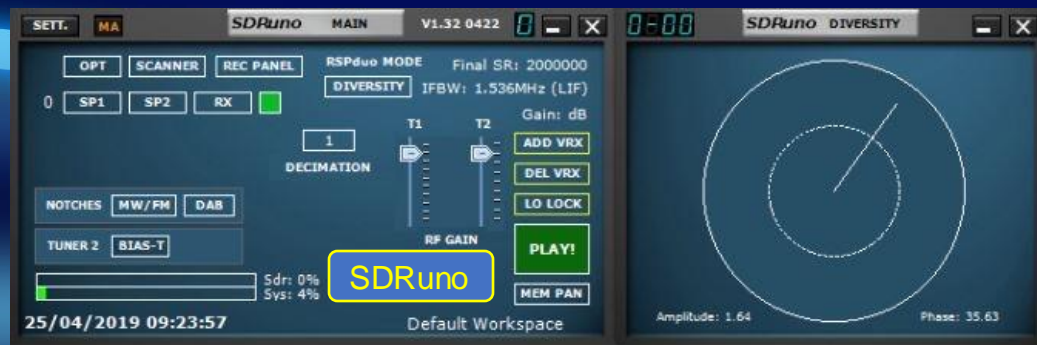 SETT. MA SDRuno MAIN V1.32 0422 0
OPT SCANNER REC PANEL RSPduo MODE Final SR: 2000000
DIVERSITY IFBW: 1.536MHz (LIF)
0 SP1 SP2 RX Gain: dB
T1 T2
1 ADD VRX
DECIMATION DEL VRX
NOTCHES MW/FM DAB LO LOCK
TUNER 2 BIAS-T RF GAIN PLAY!
Sdr: 0% SDRuno
Sys: 4% MEM PAN
25/04/2019 09:23:57 Default Workspace
0-00 SDRuno DIVERSITY
Amplitude: 1.64 Phase: 35.63